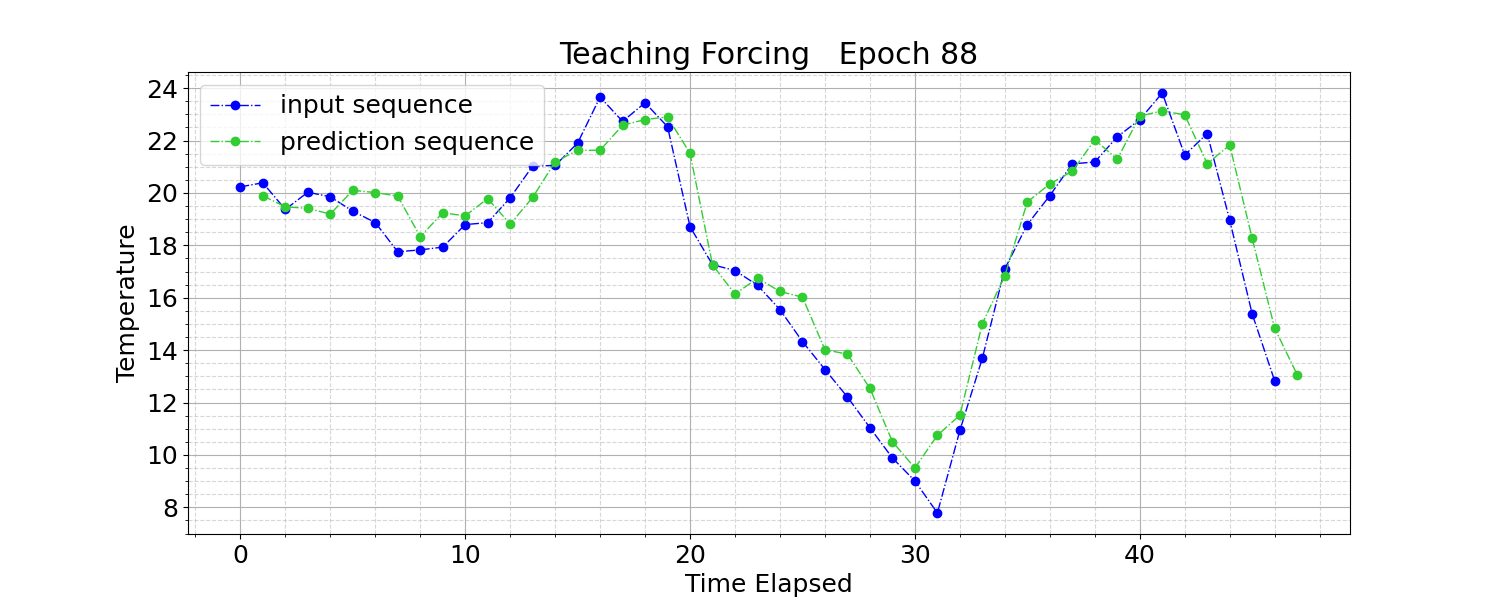 Teaching Forcing   Epoch 88
input sequence
prediction sequence
24
22
20
18
16
14
12
10
8
Temperature
0 10 20 30 40
Time Elapsed